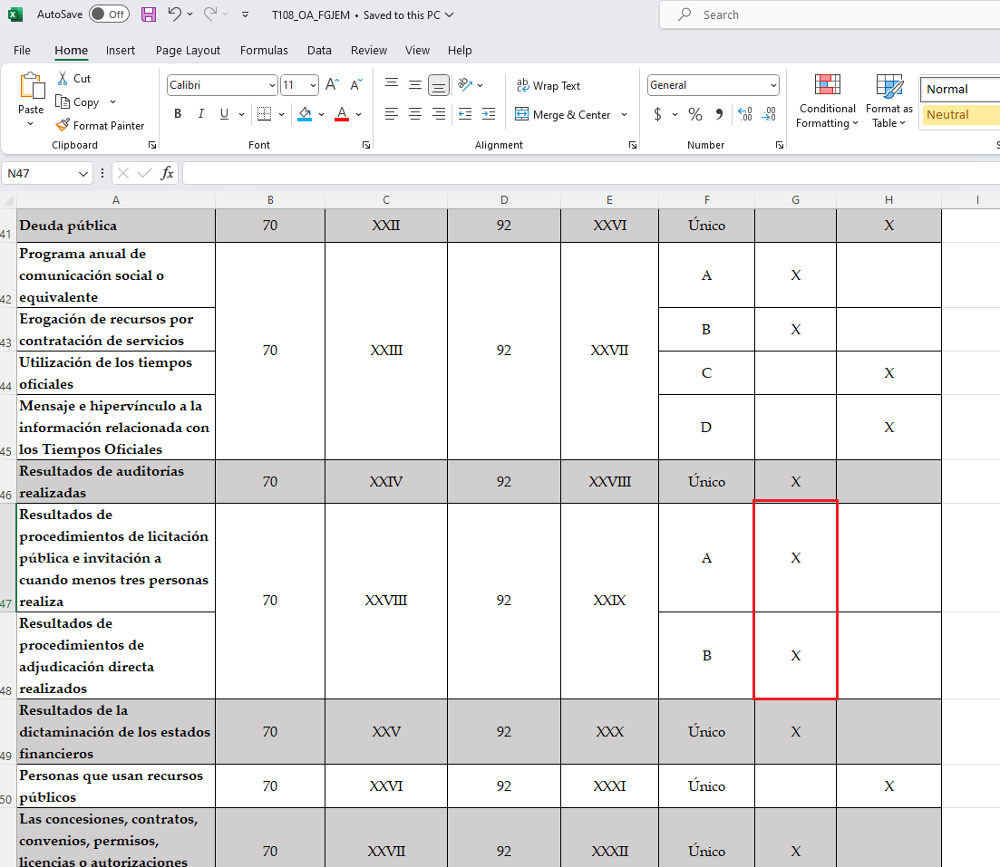 AutoSave Off T108_OA_FGJEM • Saved to this PC Search
File Home Insert Page Layout Formulas Data Review View Help
Paste
Cut
Copy
Format Painter
Clipboard
Calibri 11
B I U
Font
Wrap Text
Merge & Center
Alignment
General
$ % 9
Number
Conditional
Formatting
Format as
Table
Normal
Neutral
N47 fx
A B C D E F G H I
41 Deuda pública 70 XXII 92 XXVI Único X
Programa anual de
comunicación social o
equivalente
42 A X
Erogación de recursos por
contratación de servicios
43 B X
70 XXIII 92 XXVII
Utilización de los tiempos
oficiales
44 C X
Mensaje e hipervínculo a la
información relacionada con
los Tiempos Oficiales
45 D X
Resultados de auditorías
realizadas
46 70 XXIV 92 XXVIII Único X
Resultados de
procedimientos de licitación
pública e invitación a
cuando menos tres personas
realiza
47 A X
70 XXVIII 92 XXIX
Resultados de
procedimientos de
adjudicación directa
realizados
48 B X
Resultados de la
dictaminación de los estados
financieros
49 70 XXV 92 XXX Único X
Personas que usan recursos
públicos
50 70 XXVI 92 XXXI Único X
Las concesiones, contratos,
convenios, permisos,
licencias o autorizaciones
70 XXVII 92 XXXII Único X